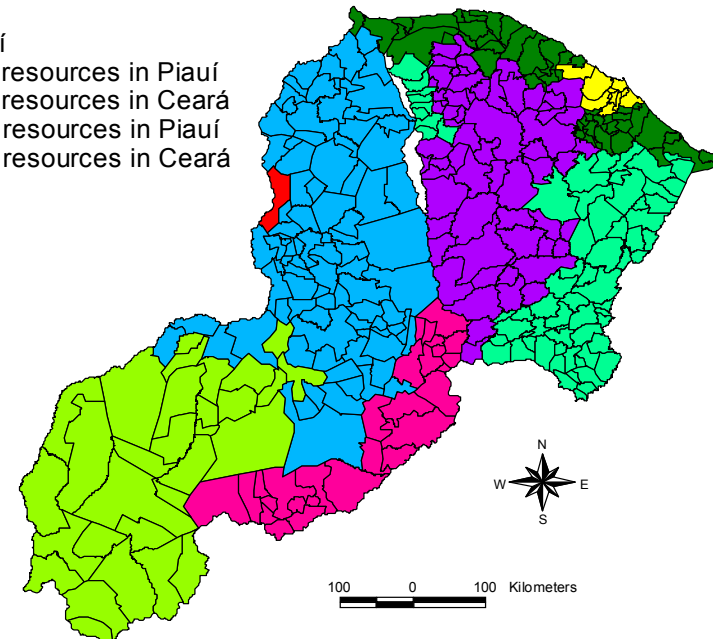 í
resources in Piauí
resources in Ceará
resources in Piauí
resources in Ceará
N
W E
S
100 0 100 Kilometers